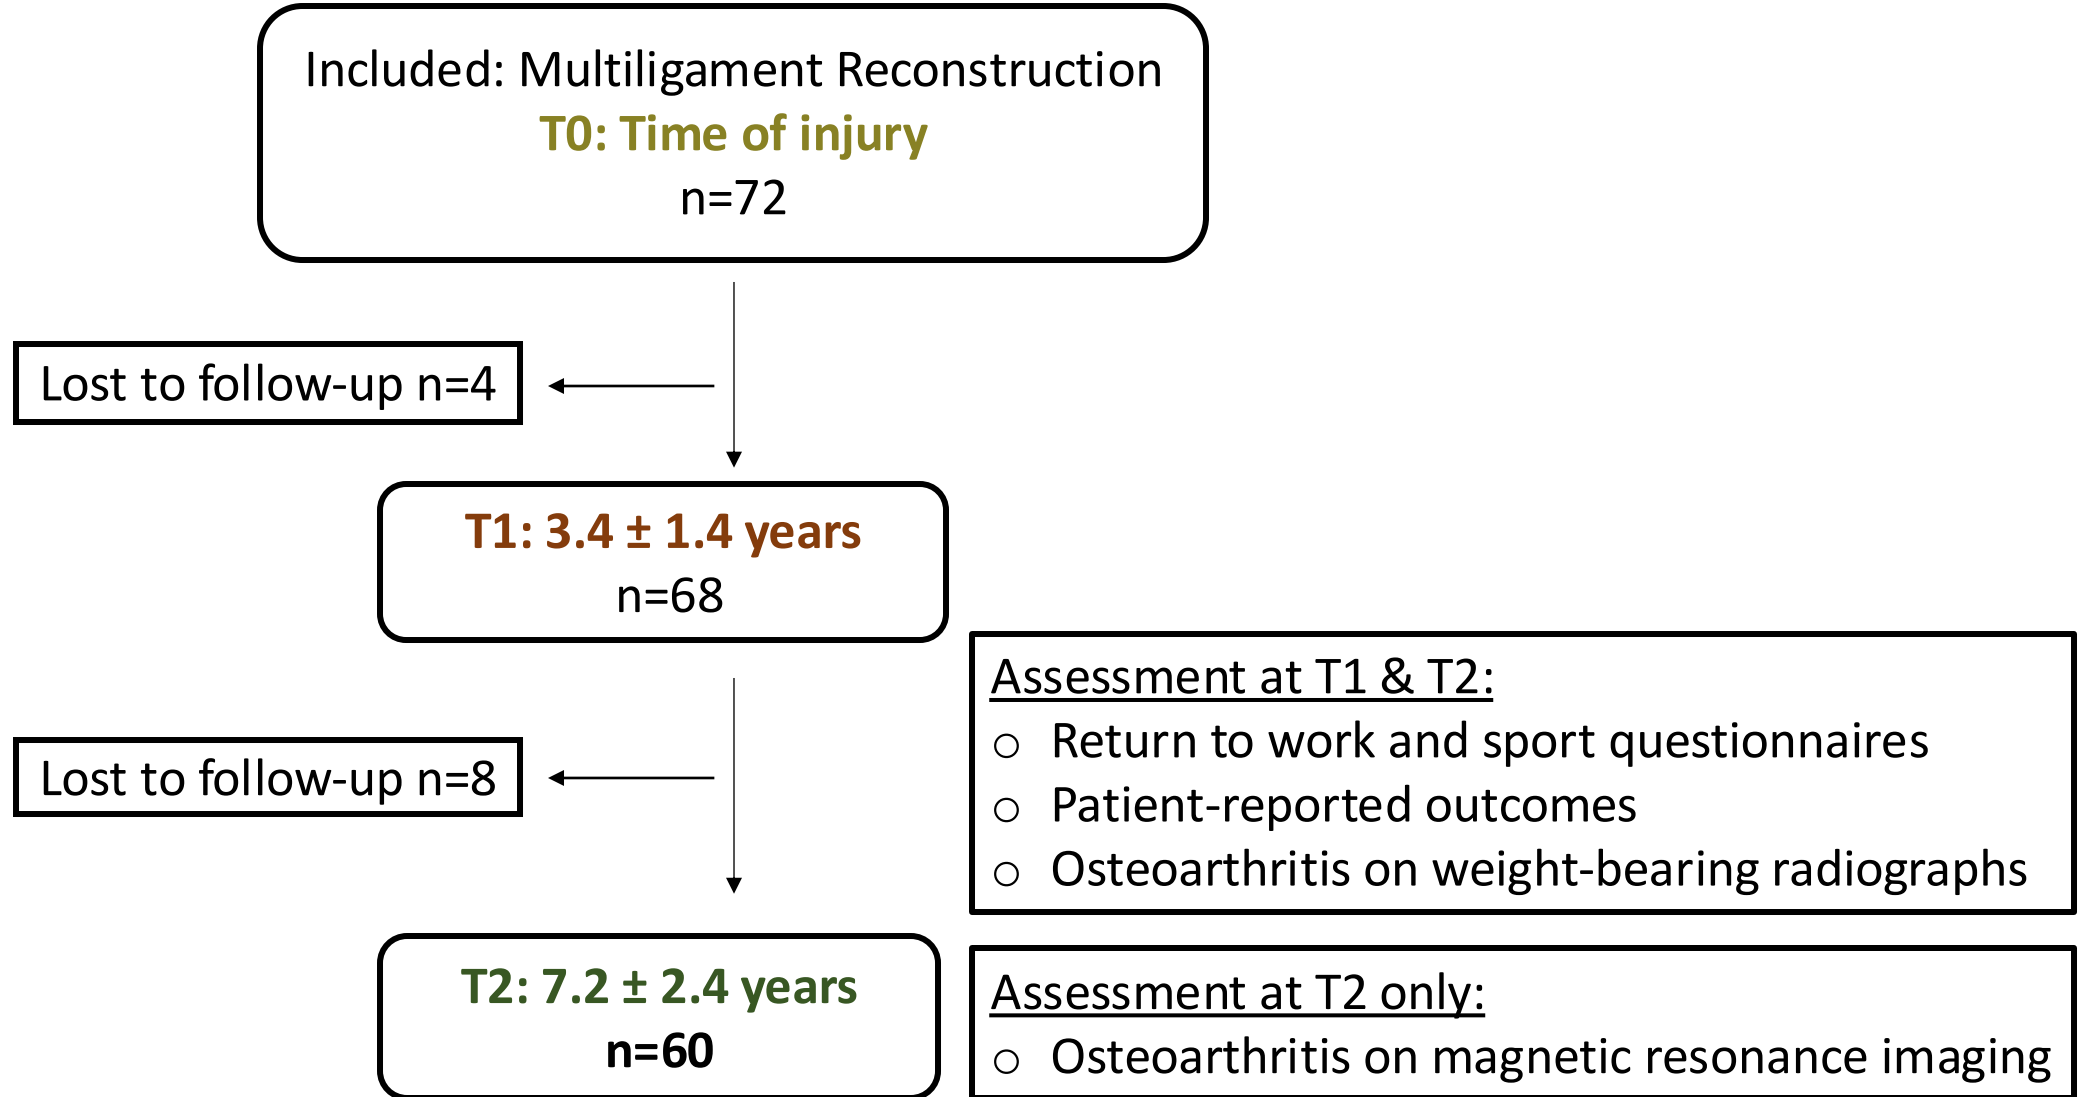 Included: Multiligament Reconstruction
T0: Time of injury
n=72
Lost to follow-up n=4
T1: 3.4 ± 1.4 years
n=68
Assessment at T1 & T2:
○ Return to work and sport questionnaires
○ Patient-reported outcomes
○ Osteoarthritis on weight-bearing radiographs
Lost to follow-up n=8
T2: 7.2 ± 2.4 years
n=60
Assessment at T2 only:
○ Osteoarthritis on magnetic resonance imaging